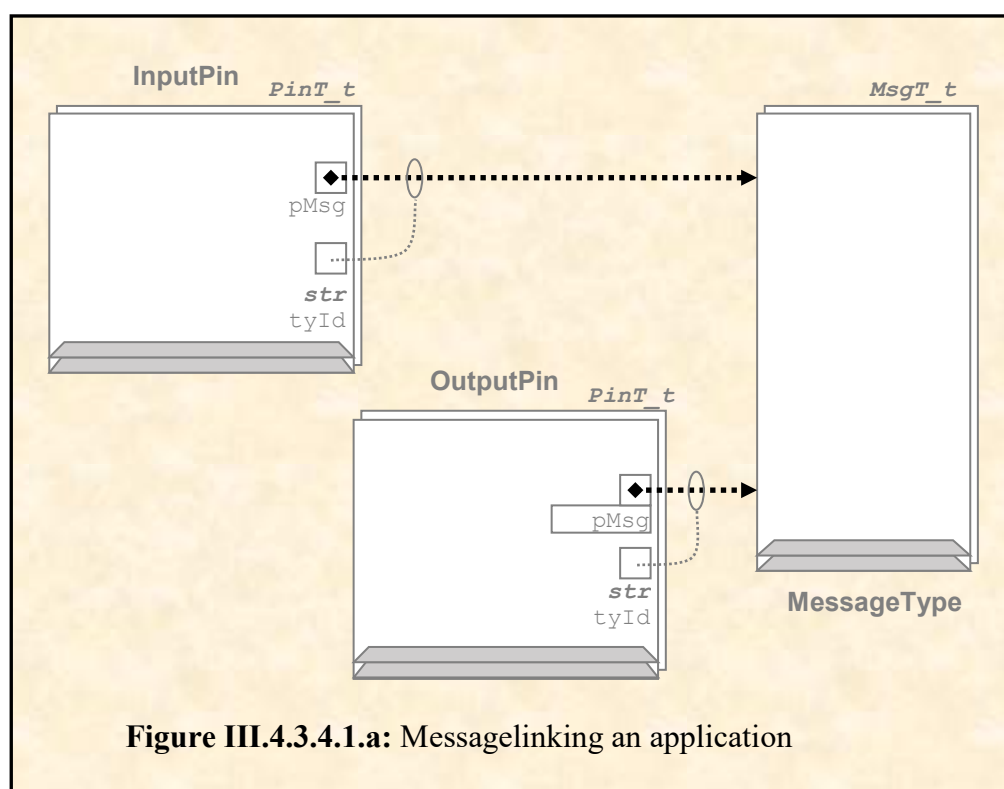 InputPin
PinT_t
MsgT_t
pMsg
str
tyId
OutputPin
PinT_t
pMsg
str
tyId
MessageType
Figure III.4.3.4.1.a: Messagelinking an application